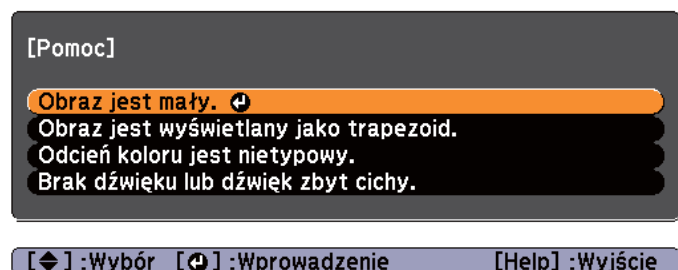 [Pomoc]
Obraz jest mały.
Obraz jest wyświetlany jako trapezoid.
Odcień koloru jest nietypowy.
Brak dźwięku lub dźwięk zbyt cichy.
[ ] :Wybór [ ] :Wprowadzenie [Help] :Wyjście